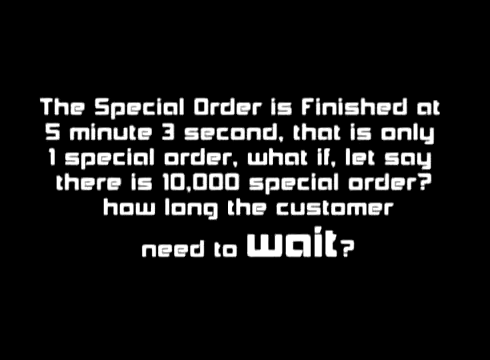 The Special Order is Finished at
5 minute 3 second, that is only
1 special order, what if, let say
there is 10,000 special order?
how long the customer
need to wait?